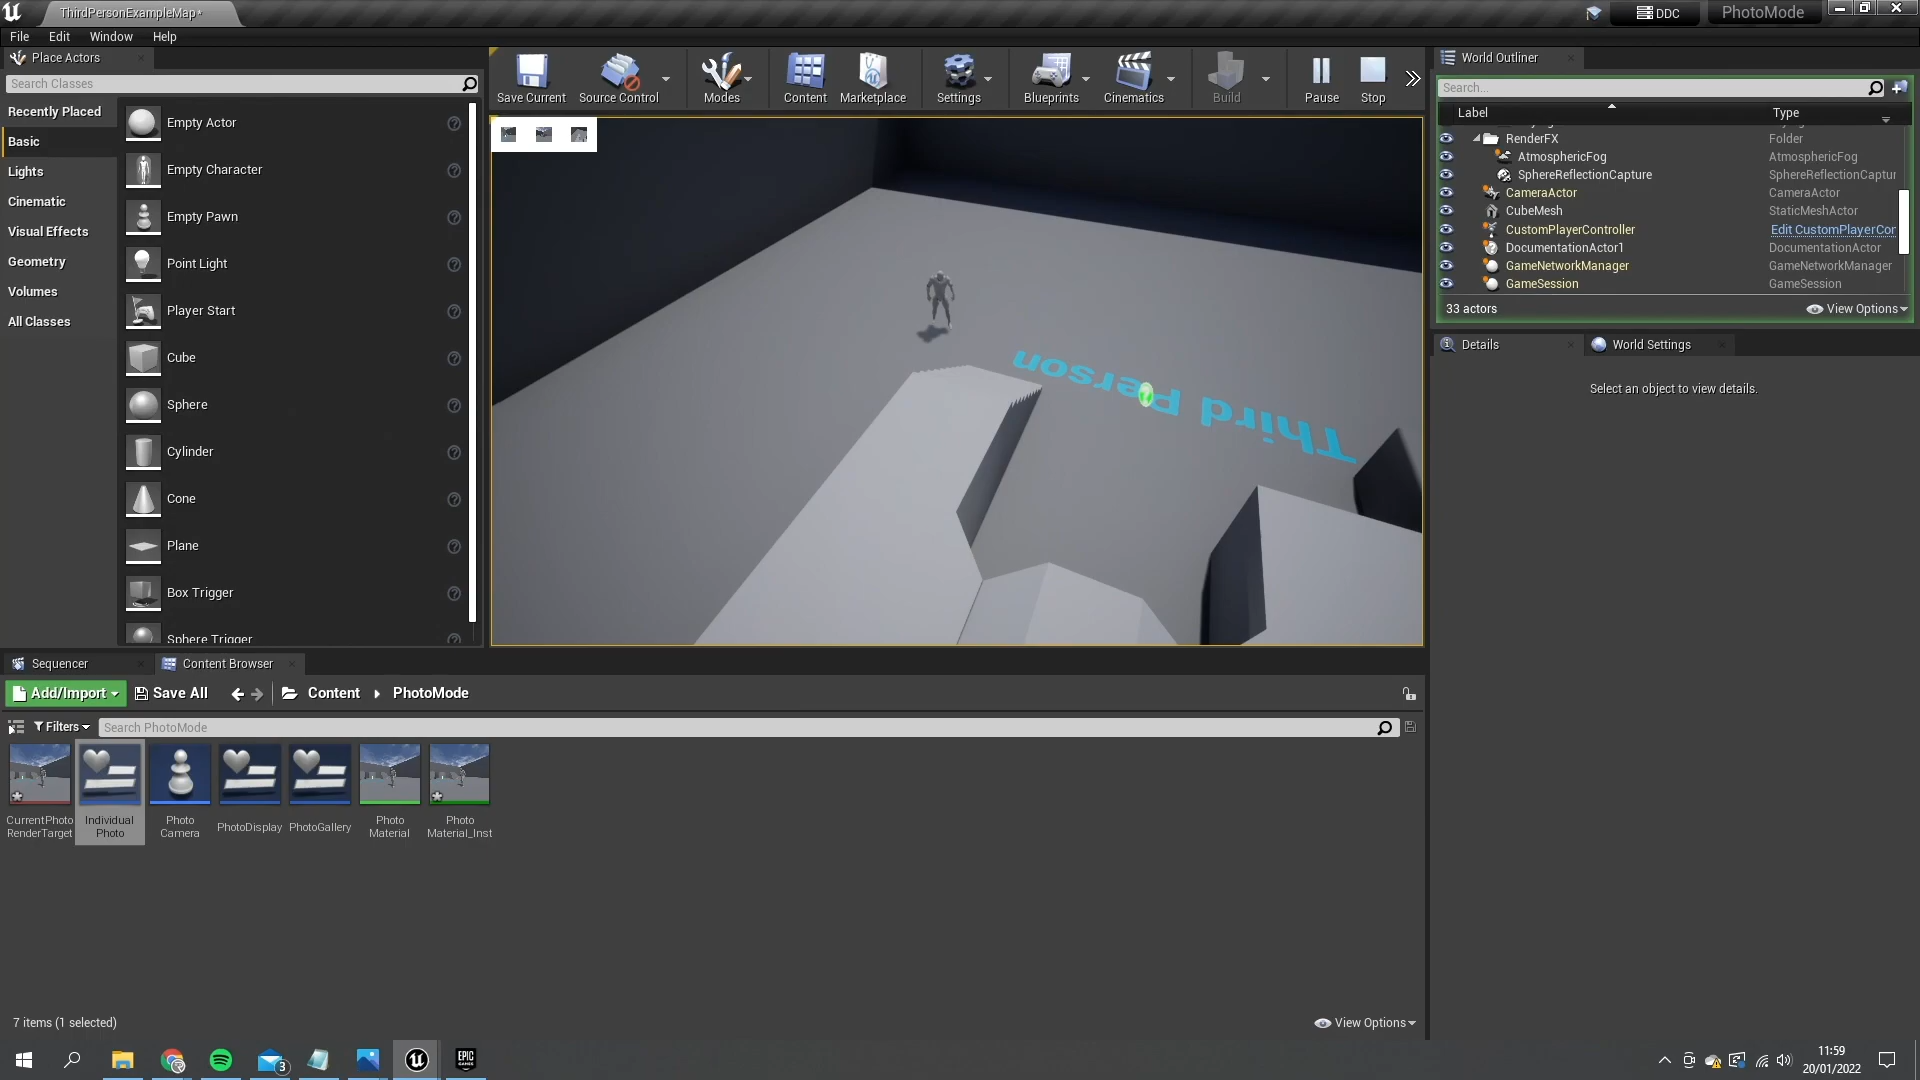 ThirdPersonExampleMap*
DDC
PhotoMode
File Edit Window Help
Place Actors
Search Classes
Recently Placed
Basic
Lights
Cinematic
Visual Effects
Geometry
Volumes
All Classes
Empty Actor
Empty Character
Empty Pawn
Point Light
Player Start
Cube
Sphere
Cylinder
Cone
Plane
Box Trigger
Sphere Trigger
Save Current
Source Control
Modes
Content
Marketplace
Settings
Blueprints
Cinematics
Build
Pause
Stop
Third Person
World Outliner
Search...
Label Type
RenderFX Folder
AtmosphericFog AtmosphericFog
SphereReflectionCapture SphereReflectionCaptur
CameraActor CameraActor
CubeMesh StaticMeshActor
CustomPlayerController Edit CustomPlayerCor
DocumentationActor1 DocumentationActor
GameNetworkManager GameNetworkManager
GameSession GameSession
33 actors View Options
Details World Settings
Select an object to view details.
Sequencer Content Browser
Add/Import Save All Content PhotoMode
Filters Search PhotoMode
CurrentPhoto
RenderTarget
Individual
Photo
Photo
Camera
PhotoDisplay
PhotoGallery
Photo
Material
Photo
Material_Inst
7 items (1 selected) View Options
3
EPIC
GAMES
11:59
20/01/2022